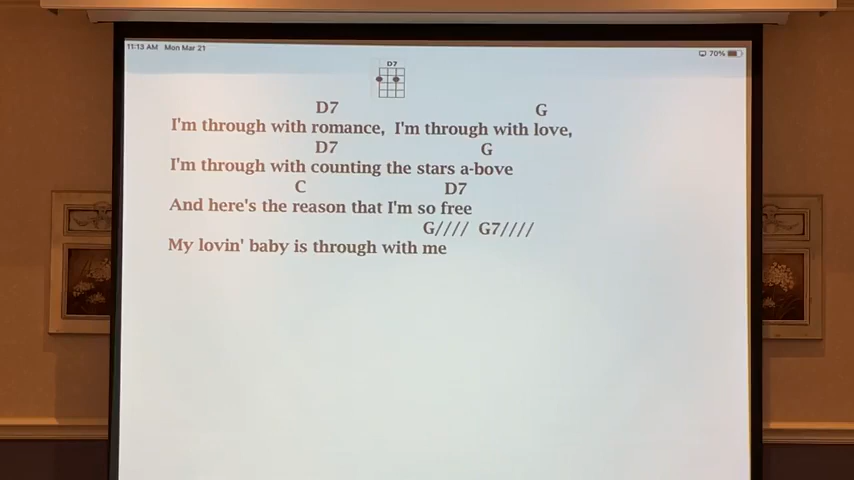 11:13 AM Mon Mar 21
70%
D7
D7 G
I'm through with romance, I'm through with love,
D7 G
I'm through with counting the stars a-bove
C D7
And here's the reason that I'm so free
G//// G7////
My lovin' baby is through with me